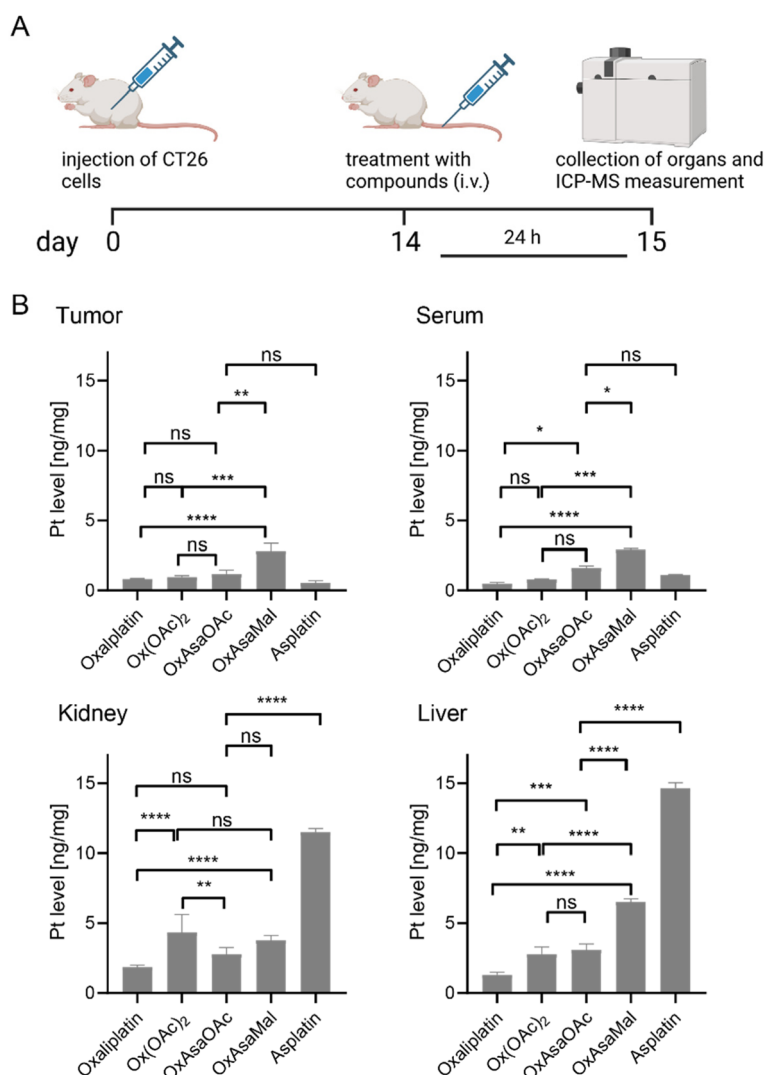 A
injection of CT26
cells
treatment with
compounds (i.v.)
collection of organs and
ICP-MS measurement
day 0 14 24 h 15
B
Tumor
Pt level [ng/mg]
15
10
5
0
ns
**
ns
ns
***
****
ns
Oxaliplatin
Ox(OAc)₂
OxAsaOAc
OxAsaMal
Asplatin
Serum
Pt level [ng/mg]
15
10
5
0
ns
*
*
ns
***
****
ns
Oxaliplatin
Ox(OAc)₂
OxAsaOAc
OxAsaMal
Asplatin
Kidney
Pt level [ng/mg]
15
10
5
0
****
ns
ns
****
ns
****
**
Oxaliplatin
Ox(OAc)₂
OxAsaOAc
OxAsaMal
Asplatin
Liver
Pt level [ng/mg]
15
10
5
0
****
****
***
**
****
****
ns
Oxaliplatin
Ox(OAc)₂
OxAsaOAc
OxAsaMal
Asplatin